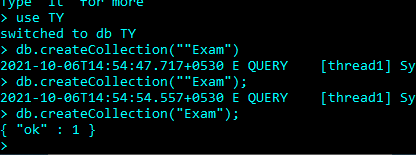 Type "it" for more
> use TY
switched to db TY
> db.createCollection(""Exam")
2021-10-06T14:54:47.717+0530 E QUERY    [thread1] Sy
> db.createCollection(""Exam");
2021-10-06T14:54:54.557+0530 E QUERY    [thread1] Sy
> db.createCollection("Exam");
{ "ok" : 1 }
>